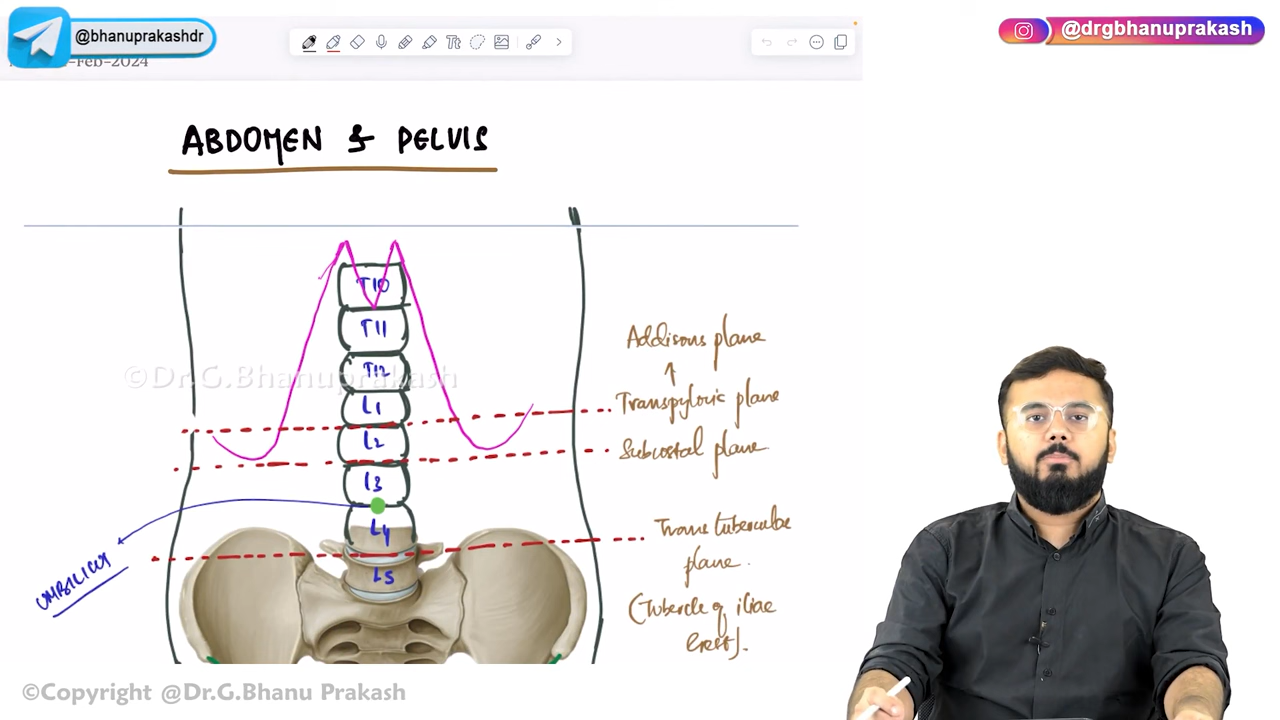 @bhanuprakashdr
@drgbhanuprakash
-Feb-2024
ABDOMEN & PELVIS
T10
T11
Addisons plane
©Dr.G.Bhanuprakash
T12
L1
Transpyloric plane
L2
Subcostal plane
L3
L4
Trans tubercular
plane.
UMBILICUS
L5
(Tubercle of iliac
Crest).
©Copyright @Dr.G.Bhanu Prakash